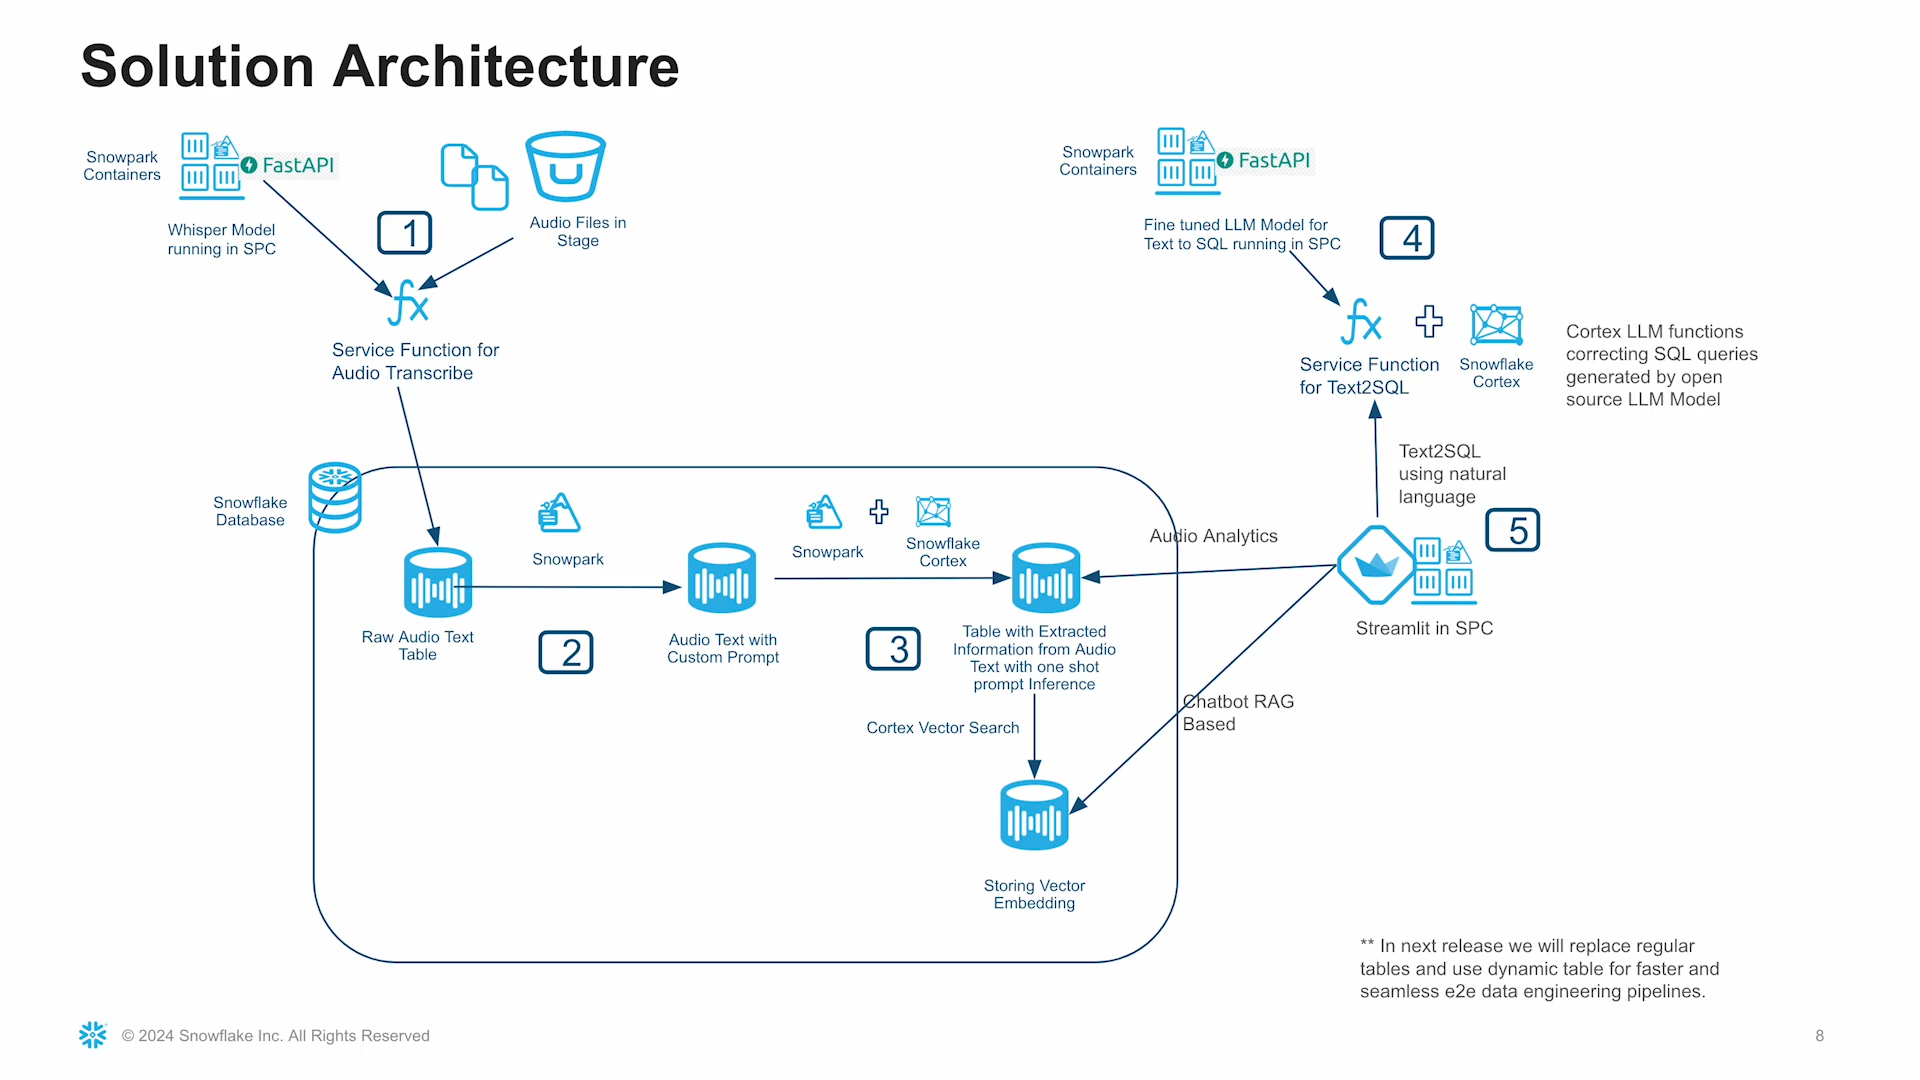 Solution Architecture
Snowpark
Containers
FastAPI
Whisper Model
running in SPC
1
Audio Files in
Stage
Service Function for
Audio Transcribe
Snowpark
Containers
FastAPI
Fine tuned LLM Model for
Text to SQL running in SPC
4
Service Function
for Text2SQL
Snowflake
Cortex
Cortex LLM functions
correcting SQL queries
generated by open
source LLM Model
Text2SQL
using natural
language
5
Streamlit in SPC
Snowflake
Database
Snowpark
Snowpark
Snowflake
Cortex
Audio Analytics
Raw Audio Text
Table
2
Audio Text with
Custom Prompt
3
Table with Extracted
Information from Audio
Text with one shot
prompt Inference
Cortex Vector Search
Chatbot RAG
Based
Storing Vector
Embedding
** In next release we will replace regular
tables and use dynamic table for faster and
seamless e2e data engineering pipelines.
© 2024 Snowflake Inc. All Rights Reserved
8